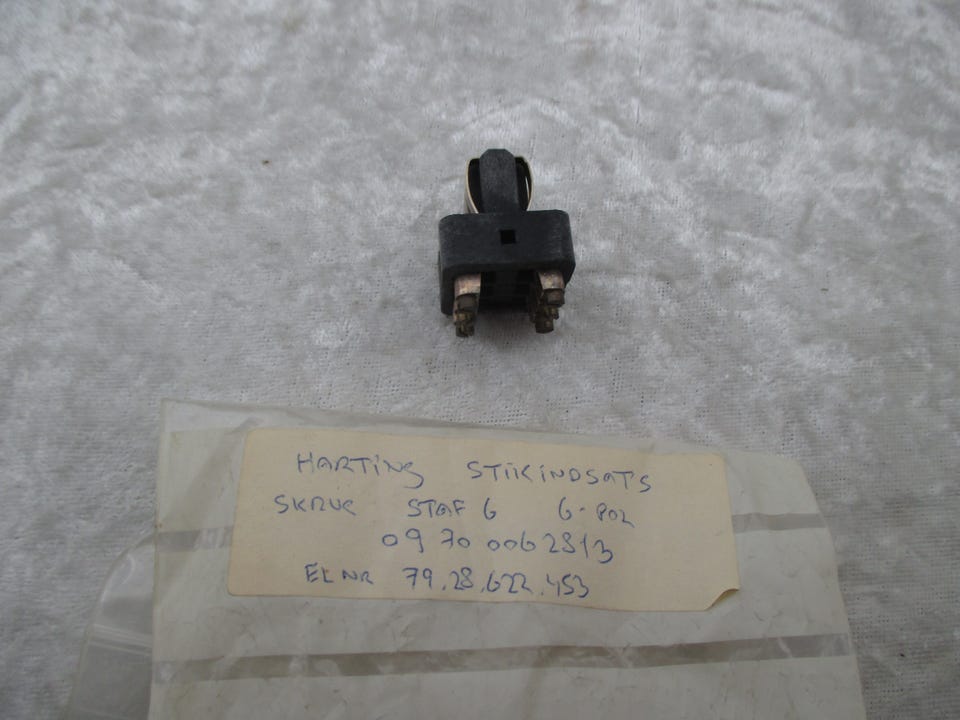 HARTING STIKINDSATS
SKRUE STAF 6 6-POL
09 70 006 2813
EL NR 79.28.622.453